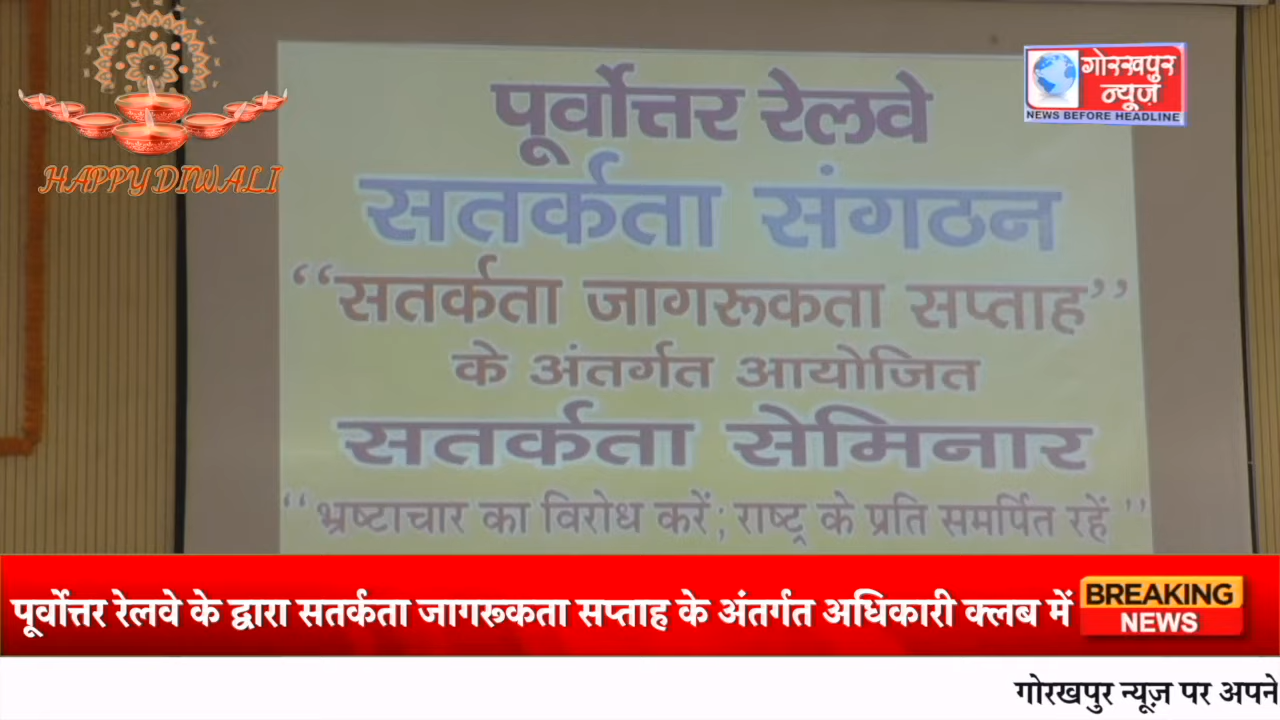 HAPPY DIWALI
गोरखपुर
न्यूज़
NEWS BEFORE HEADLINE
पूर्वोत्तर रेलवे
सतर्कता संगठन
“सतर्कता जागरूकता सप्ताह”
के अंतर्गत आयोजित
सतर्कता सेमिनार
“भ्रष्टाचार का विरोध करें; राष्ट्र के प्रति समर्पित रहें ”
पूर्वोत्तर रेलवे के द्वारा सतर्कता जागरूकता सप्ताह के अंतर्गत अधिकारी क्लब में
BREAKING
NEWS
गोरखपुर न्यूज़ पर अपने